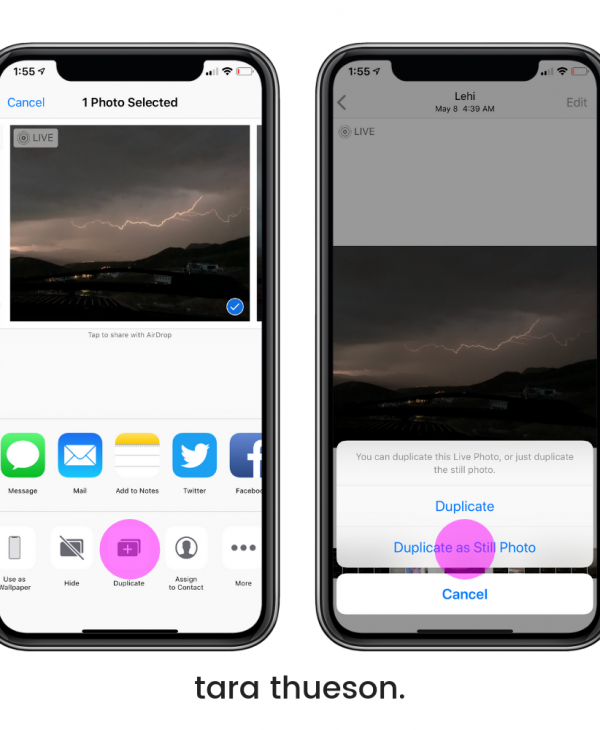 1:55
Cancel
1 Photo Selected
LIVE
Tap to share with AirDrop
Message
Mail
Add to Notes
Twitter
Facebo
Use as
Wallpaper
Hide
Duplicate
Assign
to Contact
More
1:55
Lehi
May 8 4:39 AM
Edit
LIVE
You can duplicate this Live Photo, or just duplicate
the still photo.
Duplicate
Duplicate as Still Photo
Cancel
tara thueson.